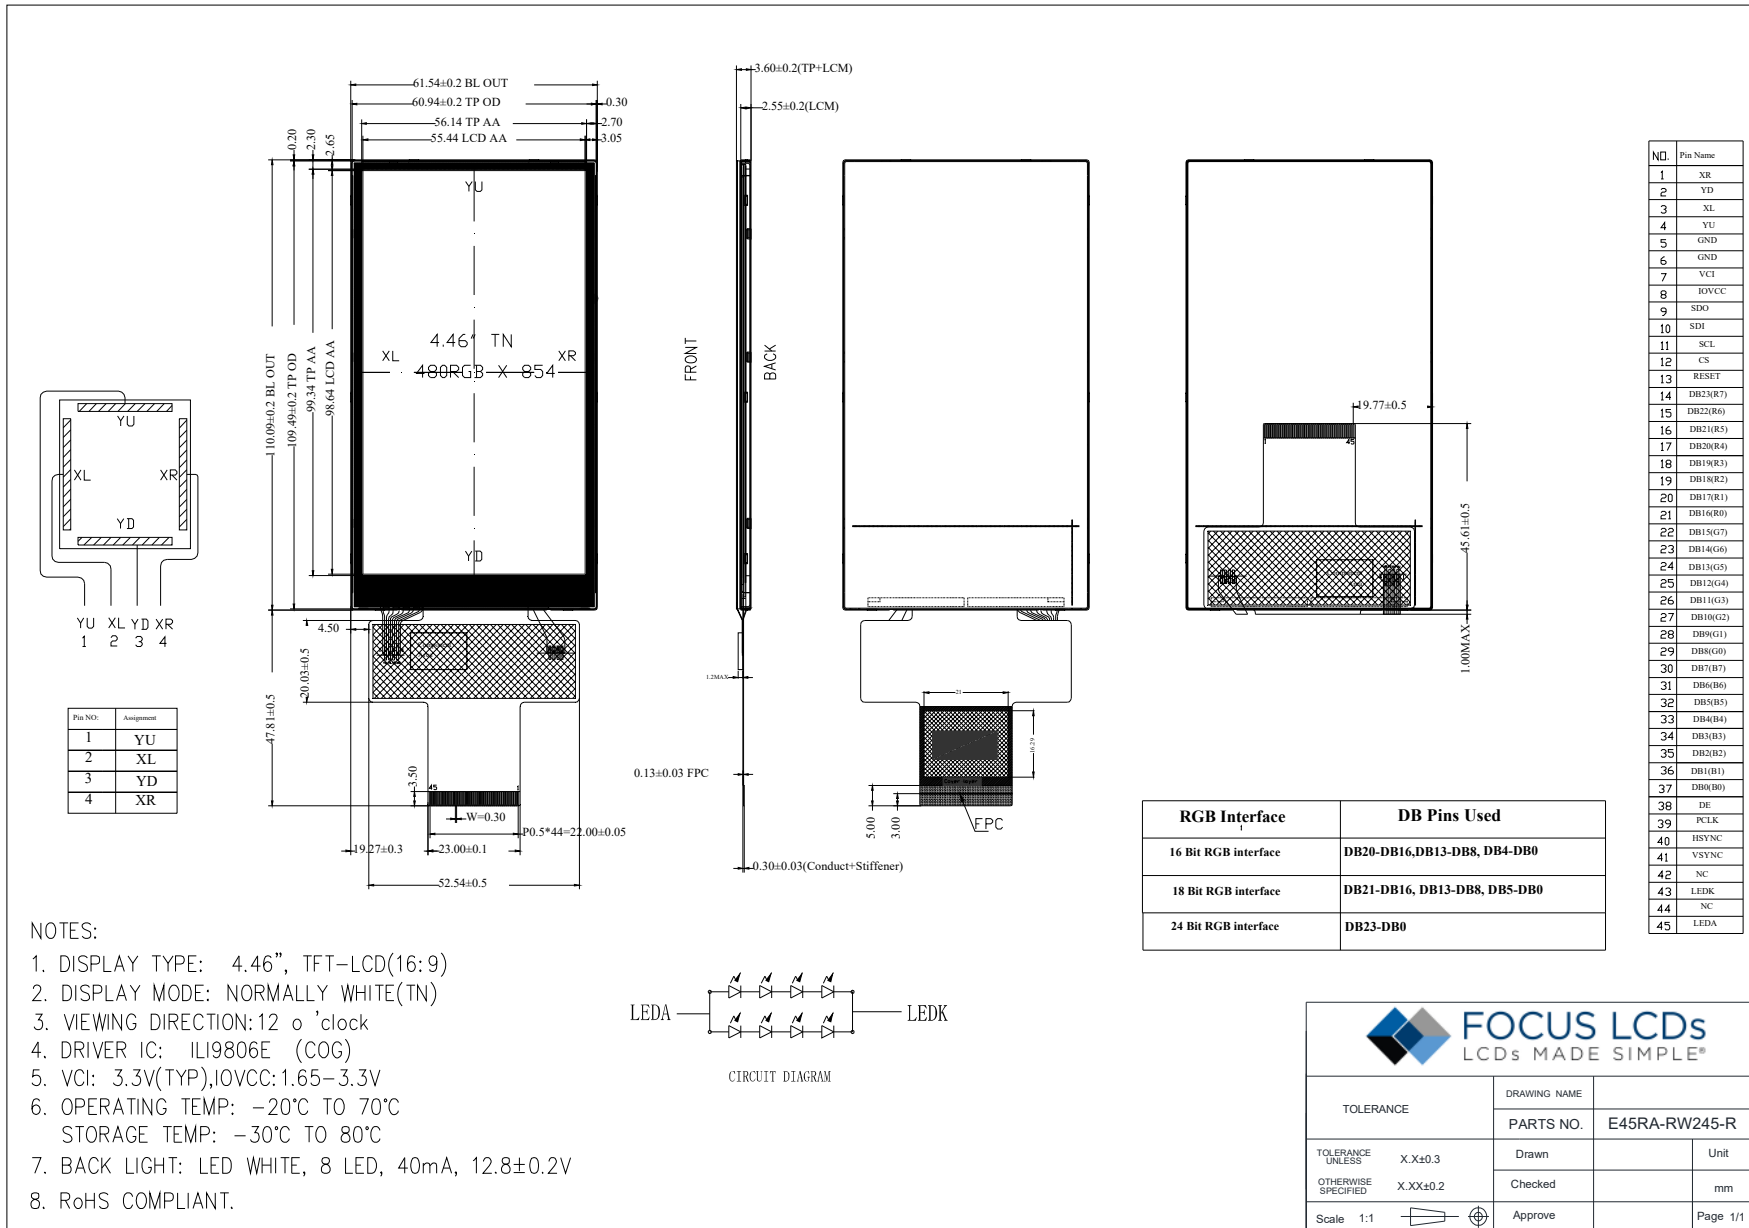 61.54±0.2 BL OUT
60.94±0.2 TP OD
0.30
56.14 TP AA
2.70
55.44 LCD AA
3.05
0.20
2.30
2.65
110.09±0.2 BL OUT
109.49±0.2 TP OD
99.34 TP AA
98.64 LCD AA
YU
4.46" TN
XL
XR
480RGB X 854
YD
4.50
20.03±0.5
47.81±0.5
3.50
45
1
W=0.30
P0.5*44=22.00±0.05
19.27±0.3
23.00±0.1
52.54±0.5
YU
XL
XR
YD
YU XL YD XR
1 2 3 4
Pin NO: Assignment
1 YU
2 XL
3 YD
4 XR
3.60±0.2(TP+LCM)
2.55±0.2(LCM)
FRONT
BACK
1.2MAX
0.13±0.03 FPC
0.30±0.03(Conduct+Stiffener)
21
16.29
5.00
3.00
FPC
19.77±0.5
1
45
45.61±0.5
1.00MAX
NO. Pin Name
1 XR
2 YD
3 XL
4 YU
5 GND
6 GND
7 VCI
8 IOVCC
9 SDO
10 SDI
11 SCL
12 CS
13 RESET
14 DB23(R7)
15 DB22(R6)
16 DB21(R5)
17 DB20(R4)
18 DB19(R3)
19 DB18(R2)
20 DB17(R1)
21 DB16(R0)
22 DB15(G7)
23 DB14(G6)
24 DB13(G5)
25 DB12(G4)
26 DB11(G3)
27 DB10(G2)
28 DB9(G1)
29 DB8(G0)
30 DB7(B7)
31 DB6(B6)
32 DB5(B5)
33 DB4(B4)
34 DB3(B3)
35 DB2(B2)
36 DB1(B1)
37 DB0(B0)
38 DE
39 PCLK
40 HSYNC
41 VSYNC
42 NC
43 LEDK
44 NC
45 LEDA
RGB Interface DB Pins Used
1
16 Bit RGB interface DB20-DB16,DB13-DB8, DB4-DB0
18 Bit RGB interface DB21-DB16, DB13-DB8, DB5-DB0
24 Bit RGB interface DB23-DB0
NOTES:
1. DISPLAY TYPE: 4.46", TFT-LCD(16:9)
2. DISPLAY MODE: NORMALLY WHITE(TN)
3. VIEWING DIRECTION:12 o 'clock
4. DRIVER IC: ILI9806E (COG)
5. VCI: 3.3V(TYP),IOVCC:1.65-3.3V
6. OPERATING TEMP: -20°C TO 70°C
STORAGE TEMP: -30°C TO 80°C
7. BACK LIGHT: LED WHITE, 8 LED, 40mA, 12.8±0.2V
8. RoHS COMPLIANT.
LEDA
LEDK
CIRCUIT DIAGRAM
FOCUS LCDs
LCDs MADE SIMPLE®
TOLERANCE
DRAWING NAME
PARTS NO. E45RA-RW245-R
TOLERANCE UNLESS X.X±0.3
Drawn
Unit
OTHERWISE SPECIFIED X.XX±0.2
Checked
mm
Scale 1:1
Approve
Page 1/1